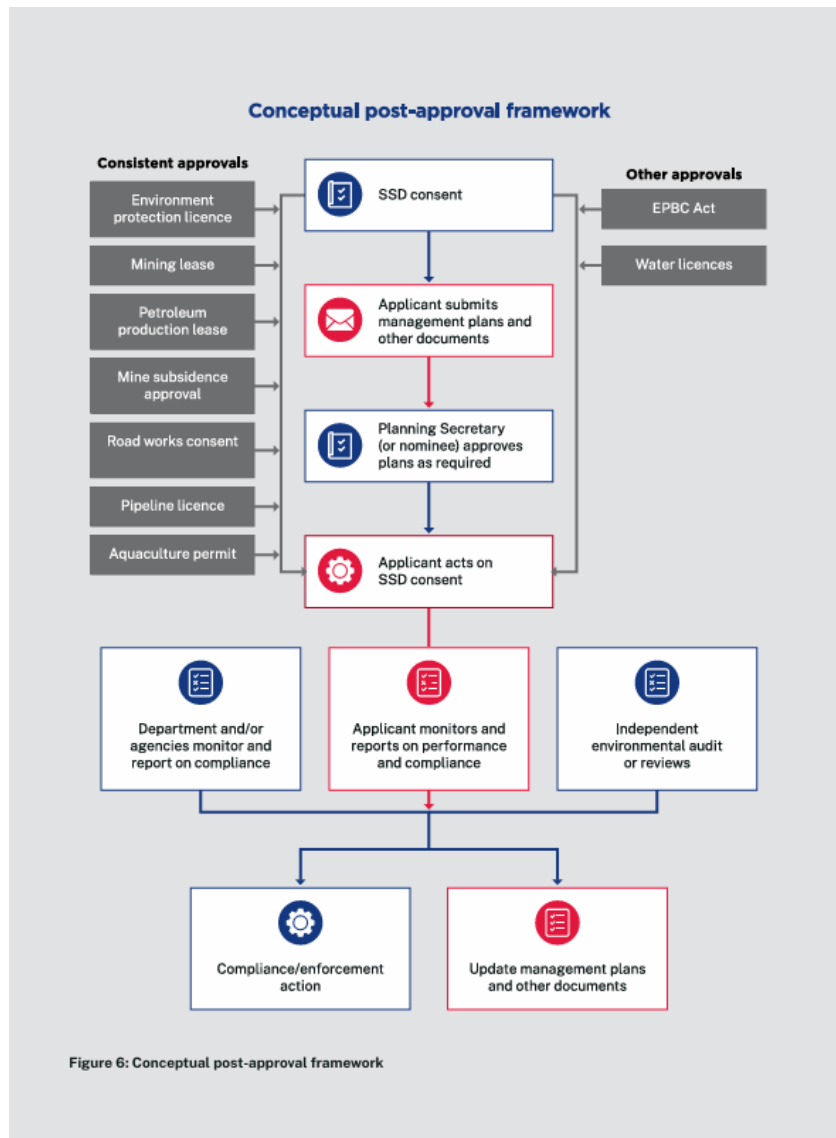 Conceptual post-approval framework
Consistent approvals
Environment
protection licence
Mining lease
Petroleum
production lease
Mine subsidence
approval
Road works consent
Pipeline licence
Aquaculture permit
SSD consent
Applicant submits
management plans and
other documents
Planning Secretary
(or nominee) approves
plans as required
Applicant acts on
SSD consent
Other approvals
EPBC Act
Water licences
Department and/or
agencies monitor and
report on compliance
Applicant monitors and
reports on performance
and compliance
Independent
environmental audit
or reviews
Compliance/enforcement
action
Update management plans
and other documents
Figure 6: Conceptual post-approval framework